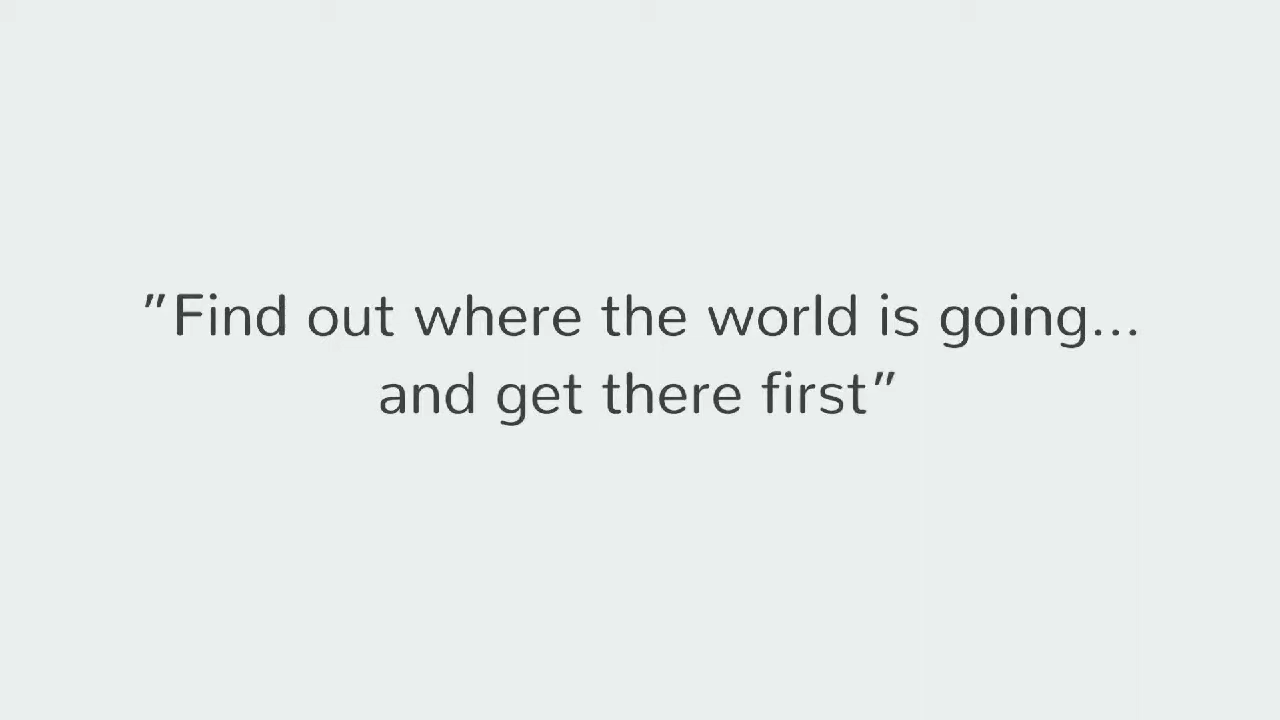 "Find out where the world is going...
and get there first"